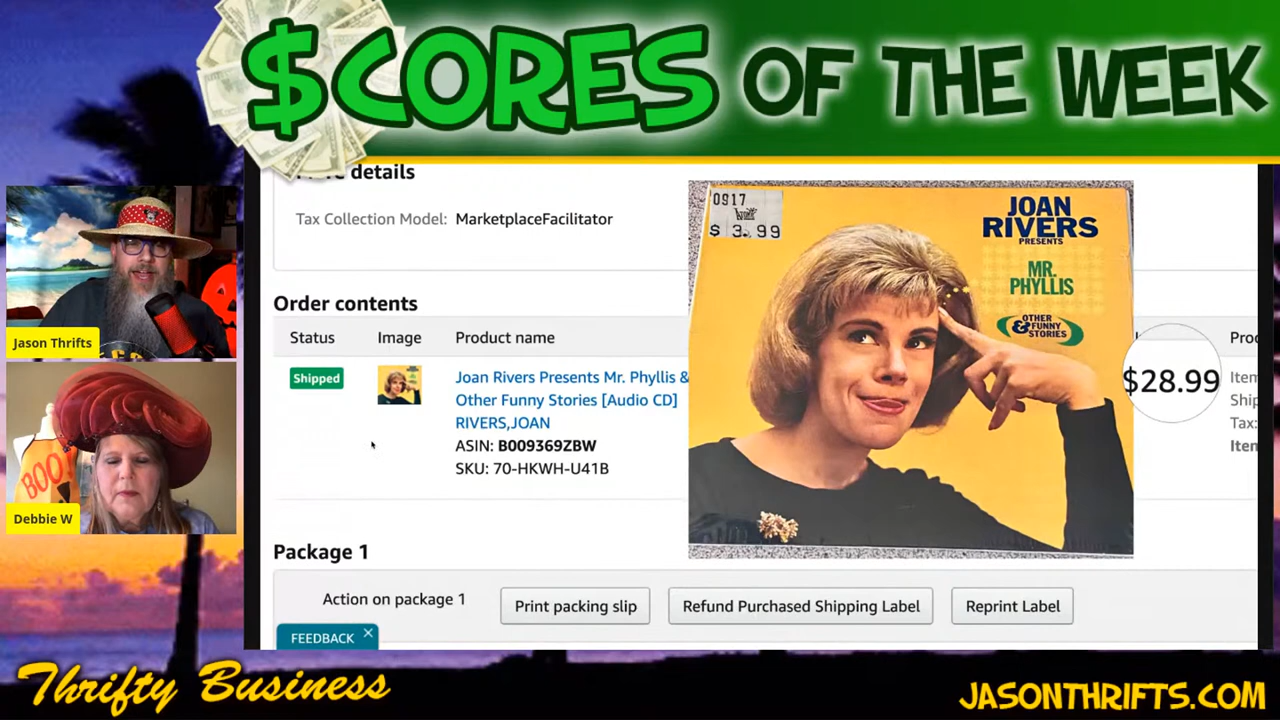 $CORES OF THE WEEK
details
Tax Collection Model: MarketplaceFacilitator
Order contents
Status Image Product name
Shipped
Joan Rivers Presents Mr. Phyllis &
Other Funny Stories [Audio CD]
RIVERS,JOAN
ASIN: B009369ZBW
SKU: 70-HKWH-U41B
0917
$ 3.99
JOAN
RIVERS
PRESENTS
MR.
PHYLLIS
& OTHER
FUNNY
STORIES
$28.99
Proc
Item
Ship
Tax:
Item
Package 1
Action on package 1 Print packing slip Refund Purchased Shipping Label Reprint Label
FEEDBACK
Jason Thrifts
BOO!
Debbie W
Thrifty Business
JASONTHRIFTS.COM